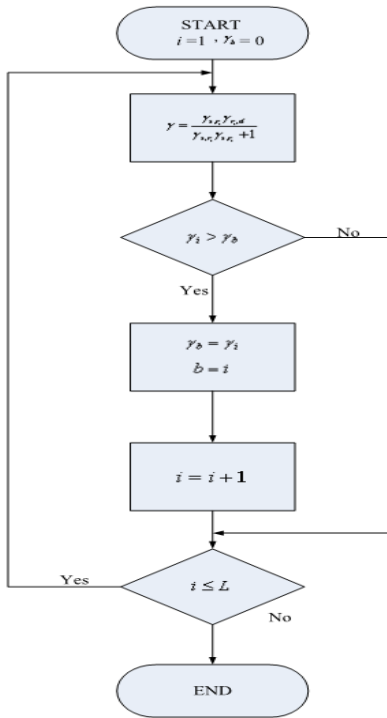 START
i=1 , γ_b = 0
γ = γ_{s,r_i} γ_{r_i,d} / γ_{s,r_i} γ_{s,r_i} + 1
γ_i > γ_b
No
Yes
γ_b = γ_i
b = i
i = i + 1
i ≤ L
Yes
No
END